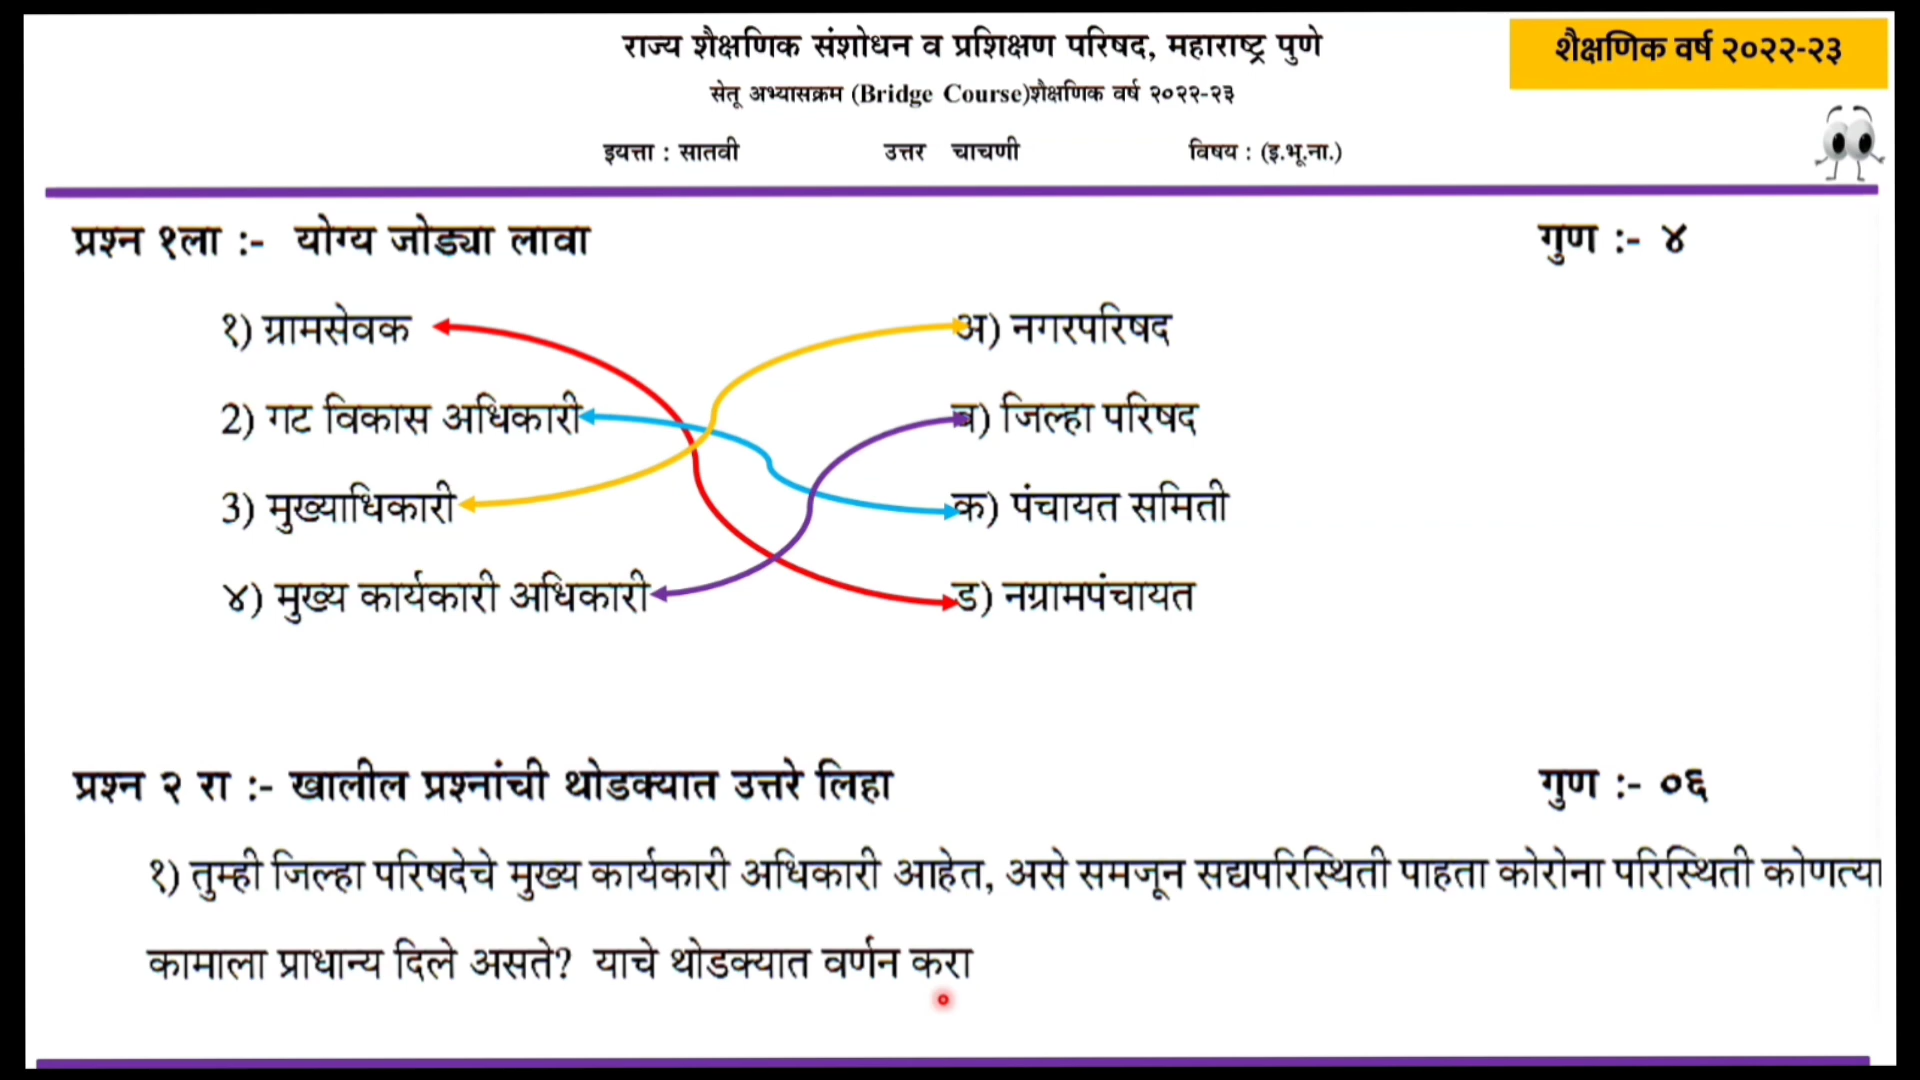 राज्य शैक्षणिक संशोधन व प्रशिक्षण परिषद, महाराष्ट्र पुणे
शैक्षणिक वर्ष २०२२-२३
सेतू अभ्यासक्रम (Bridge Course)शैक्षणिक वर्ष २०२२-२३
इयत्ता : सातवी उत्तर चाचणी विषय : (इ.भू.ना.)
प्रश्न १ला :- योग्य जोड्या लावा गुण :- ४
१) ग्रामसेवक अ) नगरपरिषद
2) गट विकास अधिकारी ब) जिल्हा परिषद
3) मुख्याधिकारी क) पंचायत समिती
४) मुख्य कार्यकारी अधिकारी ड) नग्रामपंचायत
प्रश्न २ रा :- खालील प्रश्नांची थोडक्यात उत्तरे लिहा गुण :- ०६
१) तुम्ही जिल्हा परिषदेचे मुख्य कार्यकारी अधिकारी आहेत, असे समजून सद्यपरिस्थिती पाहता कोरोना परिस्थिती कोणत्या
कामाला प्राधान्य दिले असते? याचे थोडक्यात वर्णन करा